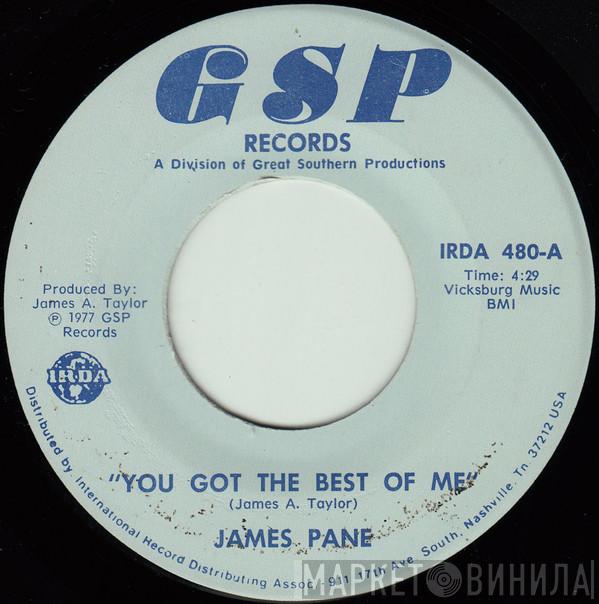 GSP
RECORDS
A Division of Great Southern Productions
IRDA 480-A
Time: 4:29
Vicksburg Music
BMI
Produced By:
James A. Taylor
℗ 1977 GSP
Records
IRDA
"YOU GOT THE BEST OF ME"
(James A. Taylor)
JAMES PANE
Distributed by International Record Distributing Assoc., 911 17th Ave. South, Nashville, Tn 37212 USA
МАРКЕТ ВИНИЛА